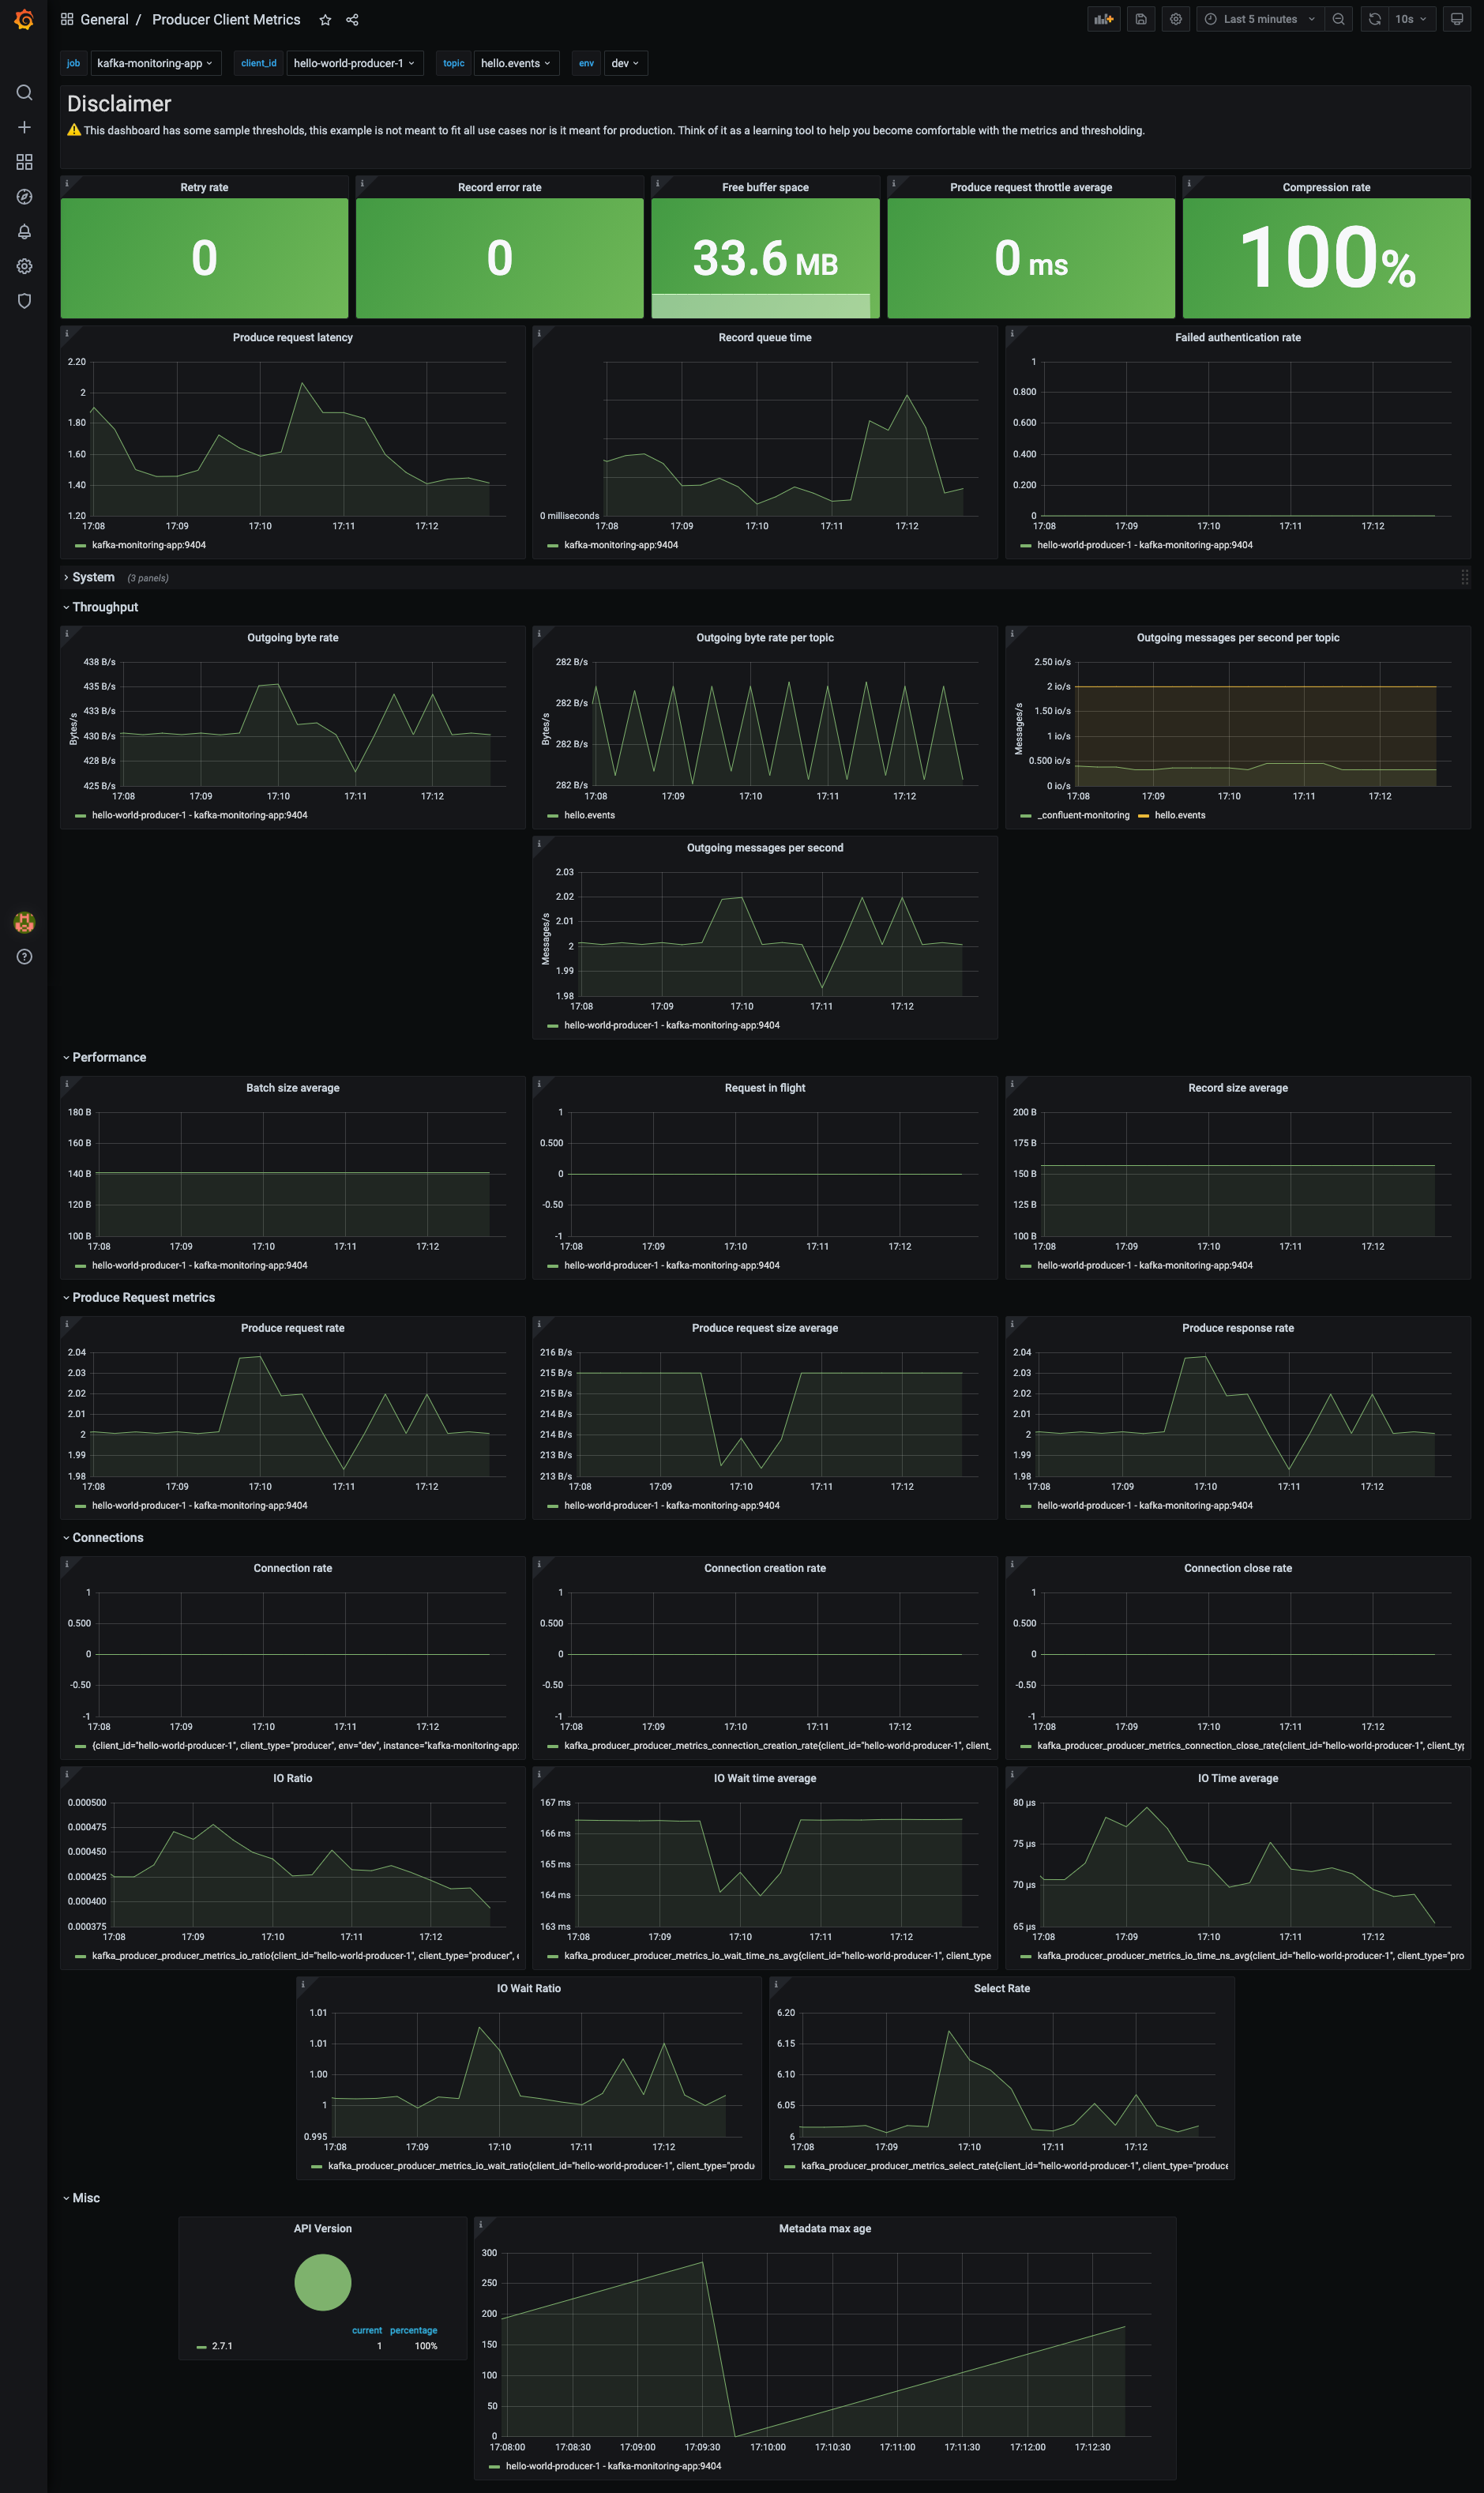 General / Producer Client Metrics
Last 5 minutes
10s
job kafka-monitoring-app client_id hello-world-producer-1 topic hello.events env dev
Disclaimer
⚠️ This dashboard has some sample thresholds, this example is not meant to fit all use cases nor is it meant for production. Think of it as a learning tool to help you become comfortable with the metrics and thresholding.
Retry rate
0
Record error rate
0
Free buffer space
33.6 MB
Produce request throttle average
0 ms
Compression rate
100%
Produce request latency
2.20
2
1.80
1.60
1.40
1.20
17:08 17:09 17:10 17:11 17:12
kafka-monitoring-app:9404
Record queue time
0 milliseconds
17:08 17:09 17:10 17:11 17:12
kafka-monitoring-app:9404
Failed authentication rate
1
0.800
0.600
0.400
0.200
0
17:08 17:09 17:10 17:11 17:12
hello-world-producer-1 - kafka-monitoring-app:9404
System (3 panels)
Throughput
Outgoing byte rate
Bytes/s
438 B/s
435 B/s
433 B/s
430 B/s
428 B/s
425 B/s
17:08 17:09 17:10 17:11 17:12
hello-world-producer-1 - kafka-monitoring-app:9404
Outgoing byte rate per topic
Bytes/s
282 B/s
282 B/s
282 B/s
282 B/s
17:08 17:09 17:10 17:11 17:12
hello.events
Outgoing messages per second per topic
Messages/s
2.50 io/s
2 io/s
1.50 io/s
1 io/s
0.500 io/s
0 io/s
17:08 17:09 17:10 17:11 17:12
_confluent-monitoring hello.events
Outgoing messages per second
Messages/s
2.03
2.02
2.01
2
1.99
1.98
17:08 17:09 17:10 17:11 17:12
hello-world-producer-1 - kafka-monitoring-app:9404
Performance
Batch size average
180 B
160 B
140 B
120 B
100 B
17:08 17:09 17:10 17:11 17:12
hello-world-producer-1 - kafka-monitoring-app:9404
Request in flight
1
0.500
0
-0.50
-1
17:08 17:09 17:10 17:11 17:12
hello-world-producer-1 - kafka-monitoring-app:9404
Record size average
200 B
175 B
150 B
125 B
100 B
17:08 17:09 17:10 17:11 17:12
hello-world-producer-1 - kafka-monitoring-app:9404
Produce Request metrics
Produce request rate
2.04
2.03
2.02
2.01
2
1.99
1.98
17:08 17:09 17:10 17:11 17:12
hello-world-producer-1 - kafka-monitoring-app:9404
Produce request size average
216 B/s
215 B/s
215 B/s
214 B/s
214 B/s
213 B/s
213 B/s
17:08 17:09 17:10 17:11 17:12
hello-world-producer-1 - kafka-monitoring-app:9404
Produce response rate
2.04
2.03
2.02
2.01
2
1.99
1.98
17:08 17:09 17:10 17:11 17:12
hello-world-producer-1 - kafka-monitoring-app:9404
Connections
Connection rate
1
0.500
0
-0.50
-1
17:08 17:09 17:10 17:11 17:12
{client_id="hello-world-producer-1", client_type="producer", env="dev", instance="kafka-monitoring-app:
Connection creation rate
1
0.500
0
-0.50
-1
17:08 17:09 17:10 17:11 17:12
kafka_producer_producer_metrics_connection_creation_rate{client_id="hello-world-producer-1", client_
Connection close rate
1
0.500
0
-0.50
-1
17:08 17:09 17:10 17:11 17:12
kafka_producer_producer_metrics_connection_close_rate{client_id="hello-world-producer-1", client_typ
IO Ratio
0.000500
0.000475
0.000450
0.000425
0.000400
0.000375
17:08 17:09 17:10 17:11 17:12
kafka_producer_producer_metrics_io_ratio{client_id="hello-world-producer-1", client_type="producer", e
IO Wait time average
167 ms
166 ms
165 ms
164 ms
163 ms
17:08 17:09 17:10 17:11 17:12
kafka_producer_producer_metrics_io_wait_time_ns_avg{client_id="hello-world-producer-1", client_type
IO Time average
80 µs
75 µs
70 µs
65 µs
17:08 17:09 17:10 17:11 17:12
kafka_producer_producer_metrics_io_time_ns_avg{client_id="hello-world-producer-1", client_type="pro
IO Wait Ratio
1.01
1.01
1.00
1
0.995
17:08 17:09 17:10 17:11 17:12
kafka_producer_producer_metrics_io_wait_ratio{client_id="hello-world-producer-1", client_type="produ
Select Rate
6.20
6.15
6.10
6.05
6
17:08 17:09 17:10 17:11 17:12
kafka_producer_producer_metrics_select_rate{client_id="hello-world-producer-1", client_type="produce
Misc
API Version
current percentage
2.7.1 1 100%
Metadata max age
300
250
200
150
100
50
0
17:08:00 17:08:30 17:09:00 17:09:30 17:10:00 17:10:30 17:11:00 17:11:30 17:12:00 17:12:30
hello-world-producer-1 - kafka-monitoring-app:9404